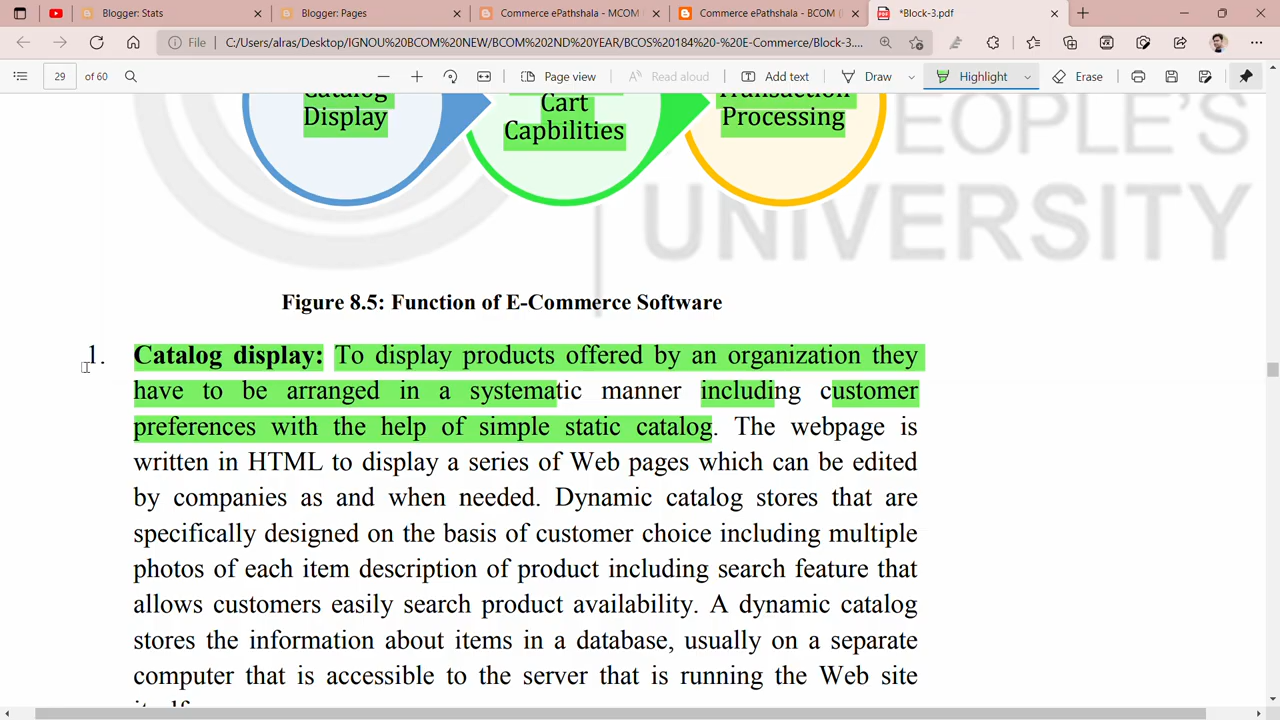 Blogger: Stats
Blogger: Pages
Commerce ePathshala - MCOM
Commerce ePathshala - BCOM (
*Block-3.pdf
File
C:/Users/alras/Desktop/IGNOU%20BCOM%20NEW/BCOM%202ND%20YEAR/BCOS%20184%20-%20E-Commerce/Block-3....
29 of 60
Page view
Read aloud
Add text
Draw
Highlight
Erase
Catalog
Display
Cart
Capbilities
Transaction
Processing
EOPLE'S
UNIVERSITY
Figure 8.5: Function of E-Commerce Software
1. Catalog display: To display products offered by an organization they
have to be arranged in a systematic manner including customer
preferences with the help of simple static catalog. The webpage is
written in HTML to display a series of Web pages which can be edited
by companies as and when needed. Dynamic catalog stores that are
specifically designed on the basis of customer choice including multiple
photos of each item description of product including search feature that
allows customers easily search product availability. A dynamic catalog
stores the information about items in a database, usually on a separate
computer that is accessible to the server that is running the Web site
itself